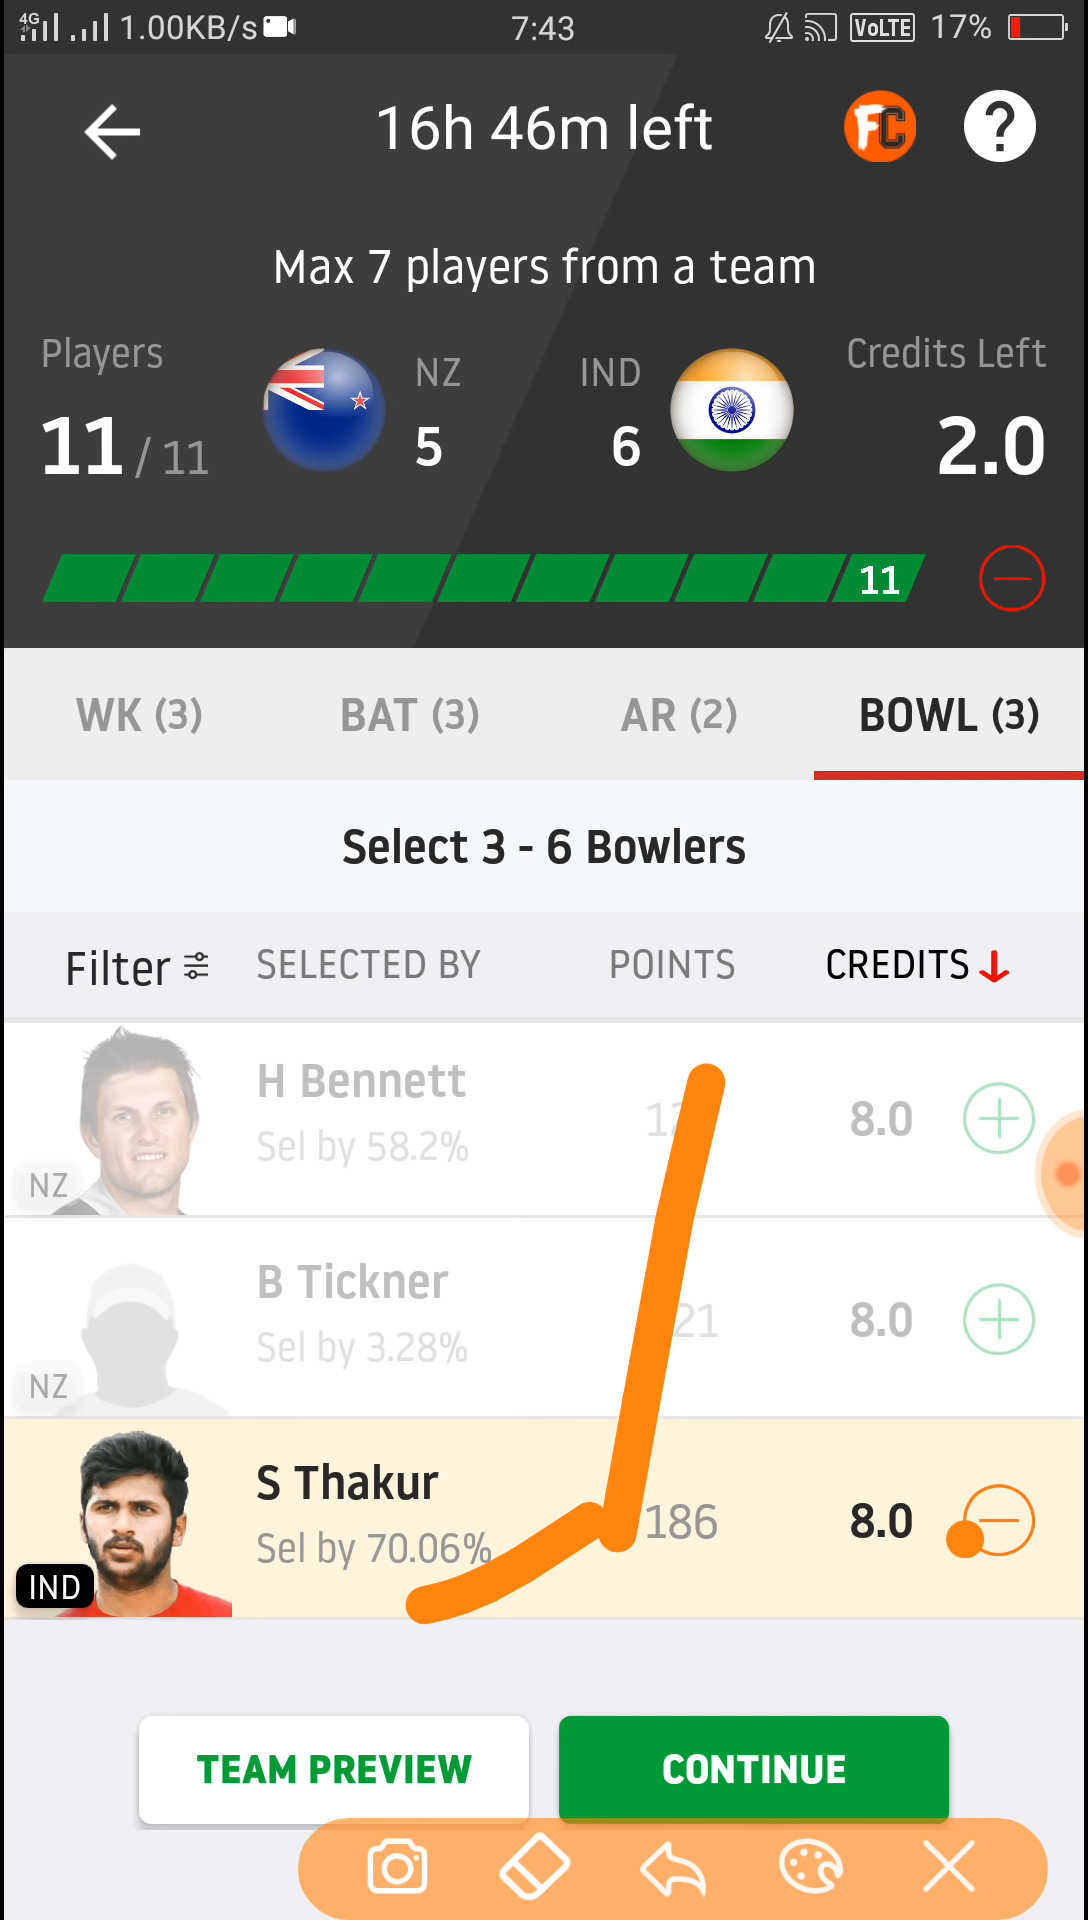 4G 1.00KB/s 7:43 VoLTE 17%
16h 46m left FC ?
Max 7 players from a team
Players NZ IND Credits Left
11 / 11 5 6 2.0
11
WK (3) BAT (3) AR (2) BOWL (3)
Select 3 - 6 Bowlers
Filter SELECTED BY POINTS CREDITS
H Bennett
8.0
Sel by 58.2%
NZ
B Tickner
21 8.0
Sel by 3.28%
NZ
S Thakur
186 8.0
Sel by 70.06%
IND
TEAM PREVIEW CONTINUE